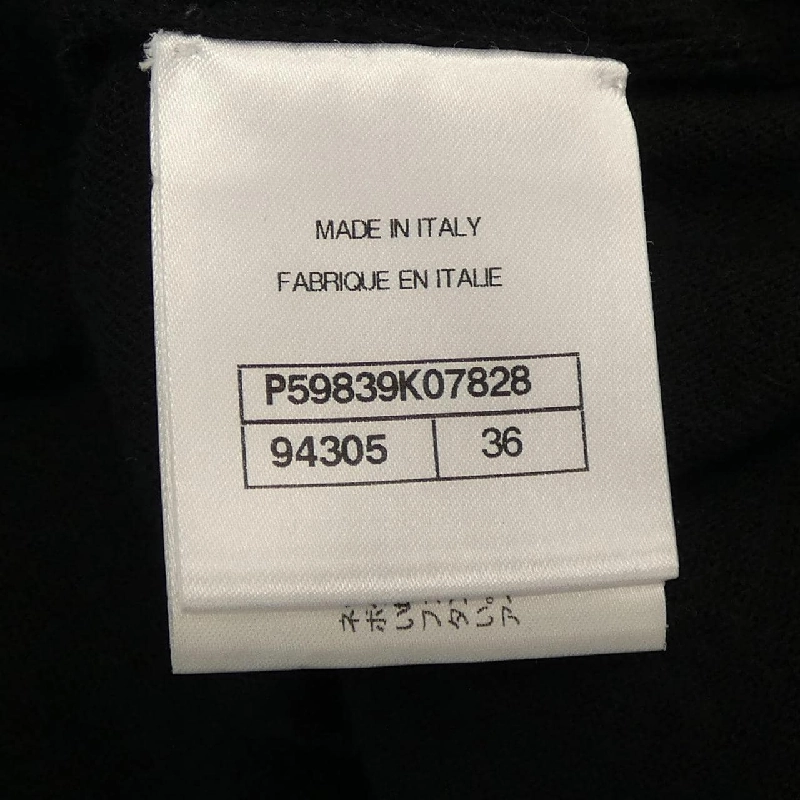 MADE IN ITALY
FABRIQUE EN ITALIE
P59839K07828
94305 36